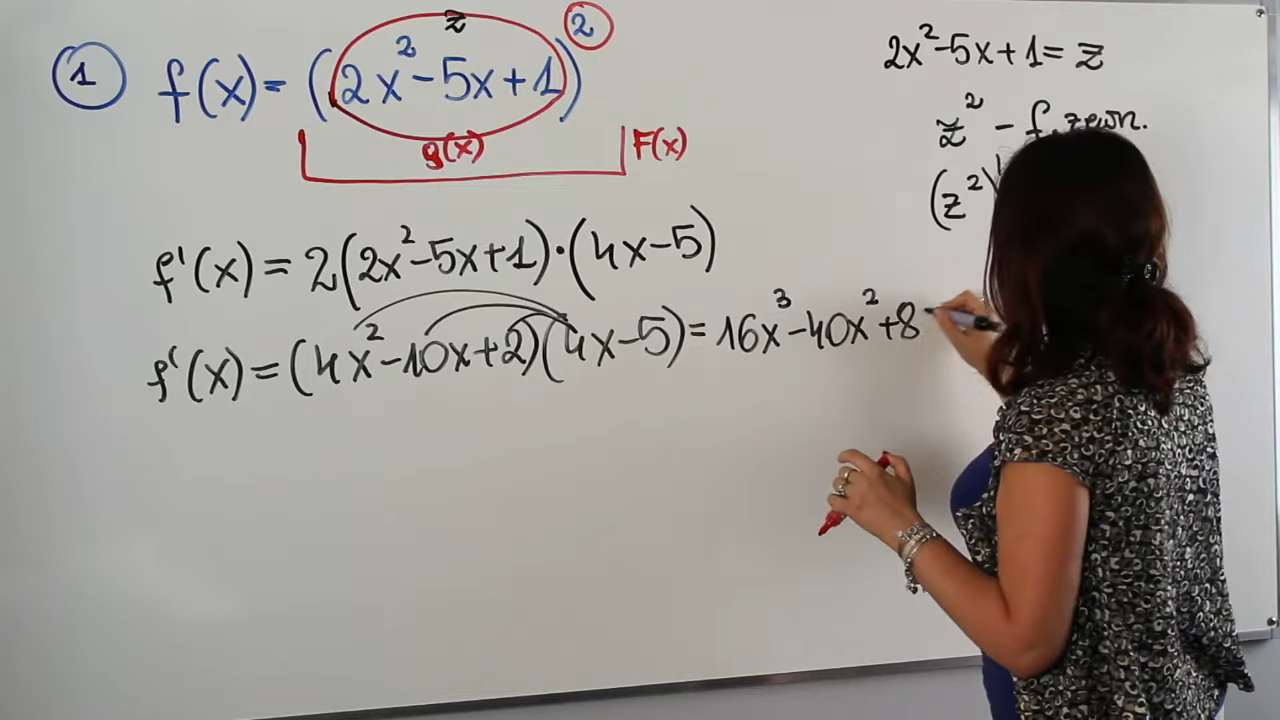 1 f(x) = (2x² - 5x + 1)²
z
g(x) F(x)
2x² - 5x + 1 = z
z² - f. zewn.
(z²)'
f'(x) = 2(2x² - 5x + 1) · (4x - 5)
f'(x) = (4x² - 10x + 2)(4x - 5) = 16x³ - 40x² + 8